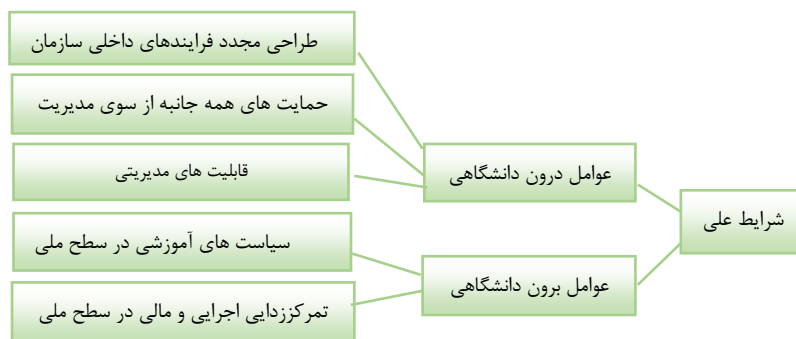 شرایط علی
عوامل درون دانشگاهی
طراحی مجدد فرایندهای داخلی سازمان
حمایت های همه جانبه از سوی مدیریت
قابلیت های مدیریتی
عوامل برون دانشگاهی
سیاست های آموزشی در سطح ملی
تمرکززدایی اجرایی و مالی در سطح ملی